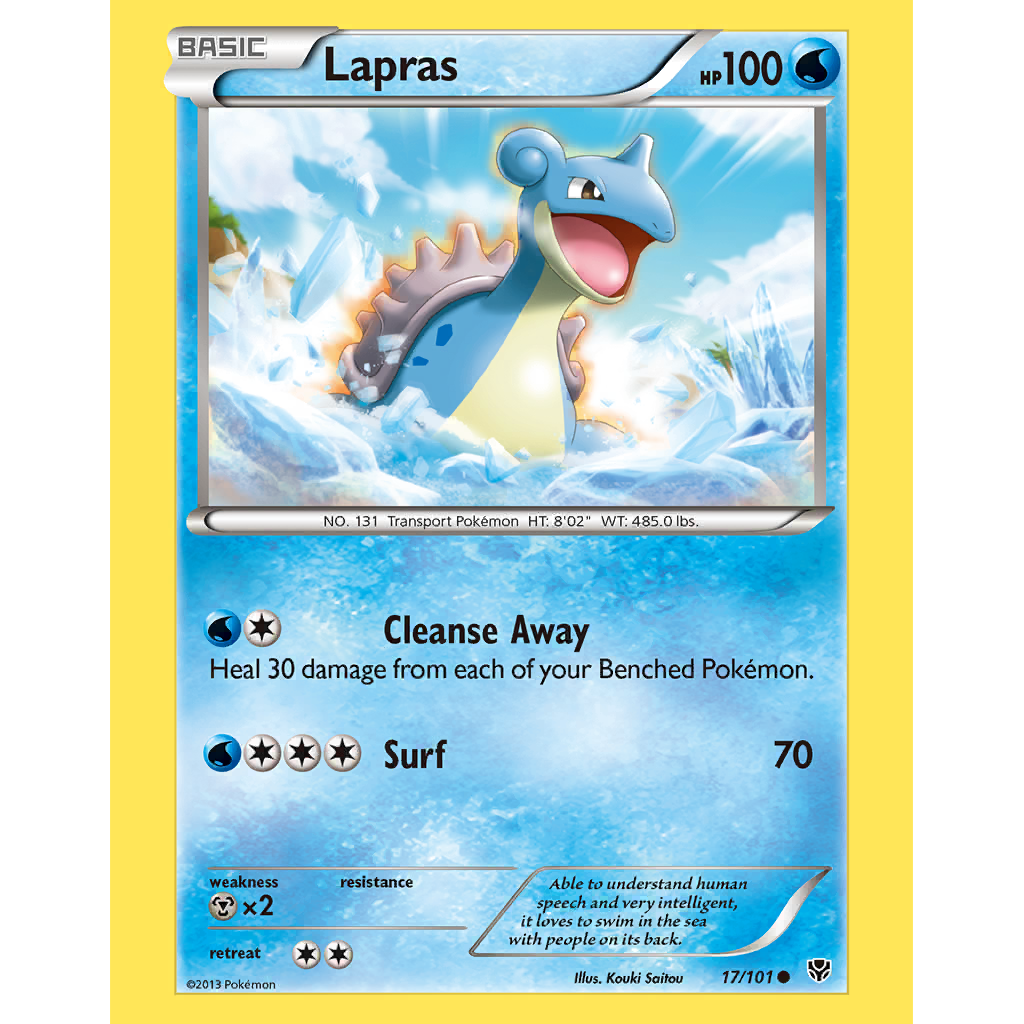 BASIC
Lapras
HP100
NO. 131 Transport Pokémon HT: 8'02" WT: 485.0 lbs.
Cleanse Away
Heal 30 damage from each of your Benched Pokémon.
Surf 70
weakness resistance
×2
retreat
Able to understand human
speech and very intelligent,
it loves to swim in the sea
with people on its back.
©2013 Pokémon
Illus. Kouki Saitou
17/101